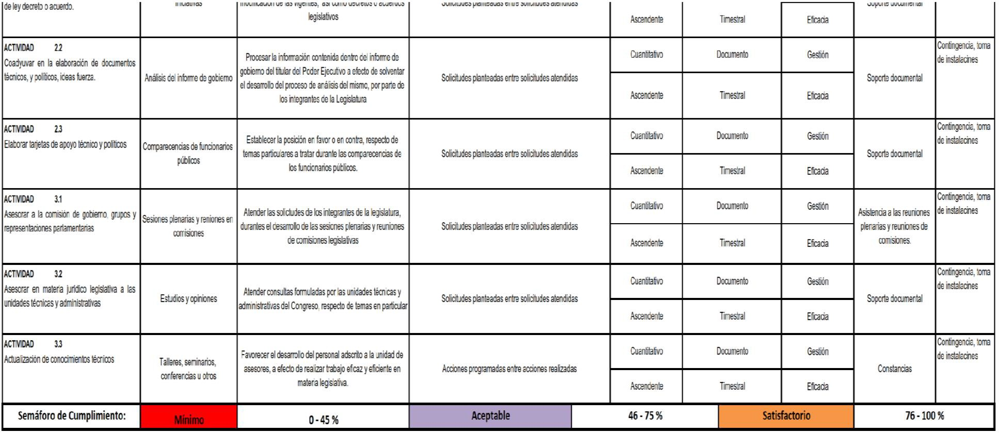 de ley decreto o acuerdo.
iniciativas
modificación de las vigentes, así como decretos o acuerdos
legislativos
Solicitudes planteadas entre solicitudes atendidas
Ascendente
Timestral
Eficacia
Soporte documental
ACTIVIDAD 2.2
Coadyuvar en la elaboración de documentos
técnicos, y políticos, ideas fuerza.
Análisis del informe de gobierno
Procesar la información contenida dentro del informe de
gobierno del titular del Poder Ejecutivo a efecto de solventar
el desarrollo del proceso de análisis del mismo, por parte de
los integrantes de la Legislatura
Solicitudes planteadas entre solicitudes atendidas
Cuantitativo
Documento
Gestión
Ascendente
Timestral
Eficacia
Soporte documental
Contingencia, toma
de instalacines
ACTIVIDAD 2.3
Elaborar tarjetas de apoyo técnico y políticos
Comparecencias de funcionarios
públicos
Establecer la posición en favor o en contra, respecto de
temas particulares a tratar durante las comparecencias de
los funcionarios públicos.
Solicitudes planteadas entre solicitudes atendidas
Cuantitativo
Documento
Gestión
Ascendente
Timestral
Eficacia
Soporte documental
Contingencia, toma
de instalacines
ACTIVIDAD 3.1
Asesorar a la comisión de gobierno, grupos y
representaciones parlamentarias
Sesiones plenarias y reniones en
comisiones
Atender las solictudes de los integrantes de la legislatura,
durantes el desarrollo de las sesiones plenarias y reuniones
de comisiones legislativas
Solicitudes planteadas entre solicitudes atendidas
Cuantitativo
Documento
Gestión
Ascendente
Timestral
Eficacia
Asistencia a las reuniones
plenarias y reuniones de
comisiones.
Contingencia, toma
de instalacines
ACTIVIDAD 3.2
Asesorar en materia jurídico legislativa a las
unidades técnicas y administrativas
Estudios y opiniones
Atender consultas formuladas por las unidades técnicas y
administrativas del Congreso, respecto de temas en particular
Solicitudes planteadas entre solicitudes atendidas
Cuantitativo
Documento
Gestión
Ascendente
Timestral
Eficacia
Soporte documental
Contingencia, toma
de instalacines
ACTIVIDAD 3.3
Actualización de conocimientos técnicos
Talleres, seminarios,
conferencias u otros
Favorecer el desarrollo del personal adscrito a la unidad de
asesores, a efecto de realizar trabajo eficaz y eficiente en
materia legislativa.
Acciones programadas entre acciones realizadas
Cuantitativo
Documento
Gestión
Ascendente
Timestral
Eficacia
Constancias
Contingencia, toma
de instalacines
Semáforo de Cumplimiento:
Mínimo
0 - 45 %
Aceptable
46 - 75 %
Satisfactorio
76 - 100 %